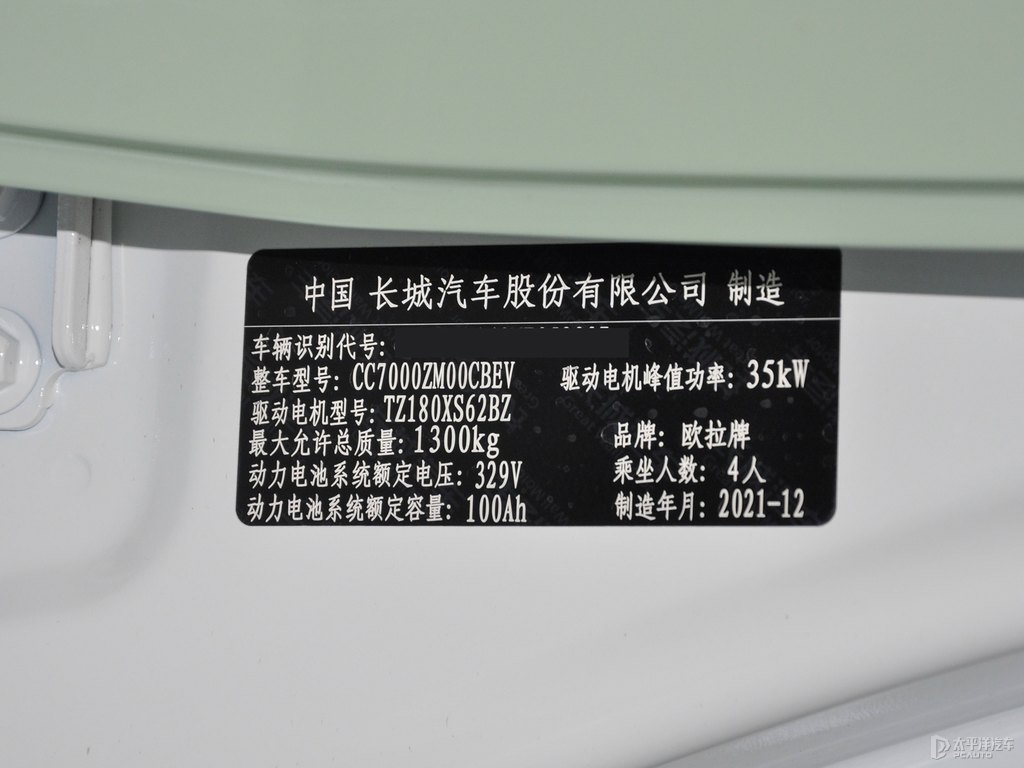 中国 长城汽车股份有限公司 制造
车辆识别代号:
整车型号: CC7000ZM00CBEV 驱动电机峰值功率: 35kW
驱动电机型号: TZ180XS62BZ
最大允许总质量: 1300kg 品牌: 欧拉牌
动力电池系统额定电压: 329V 乘坐人数: 4人
动力电池系统额定容量: 100Ah 制造年月: 2021-12
太平洋汽车
PCAUTO